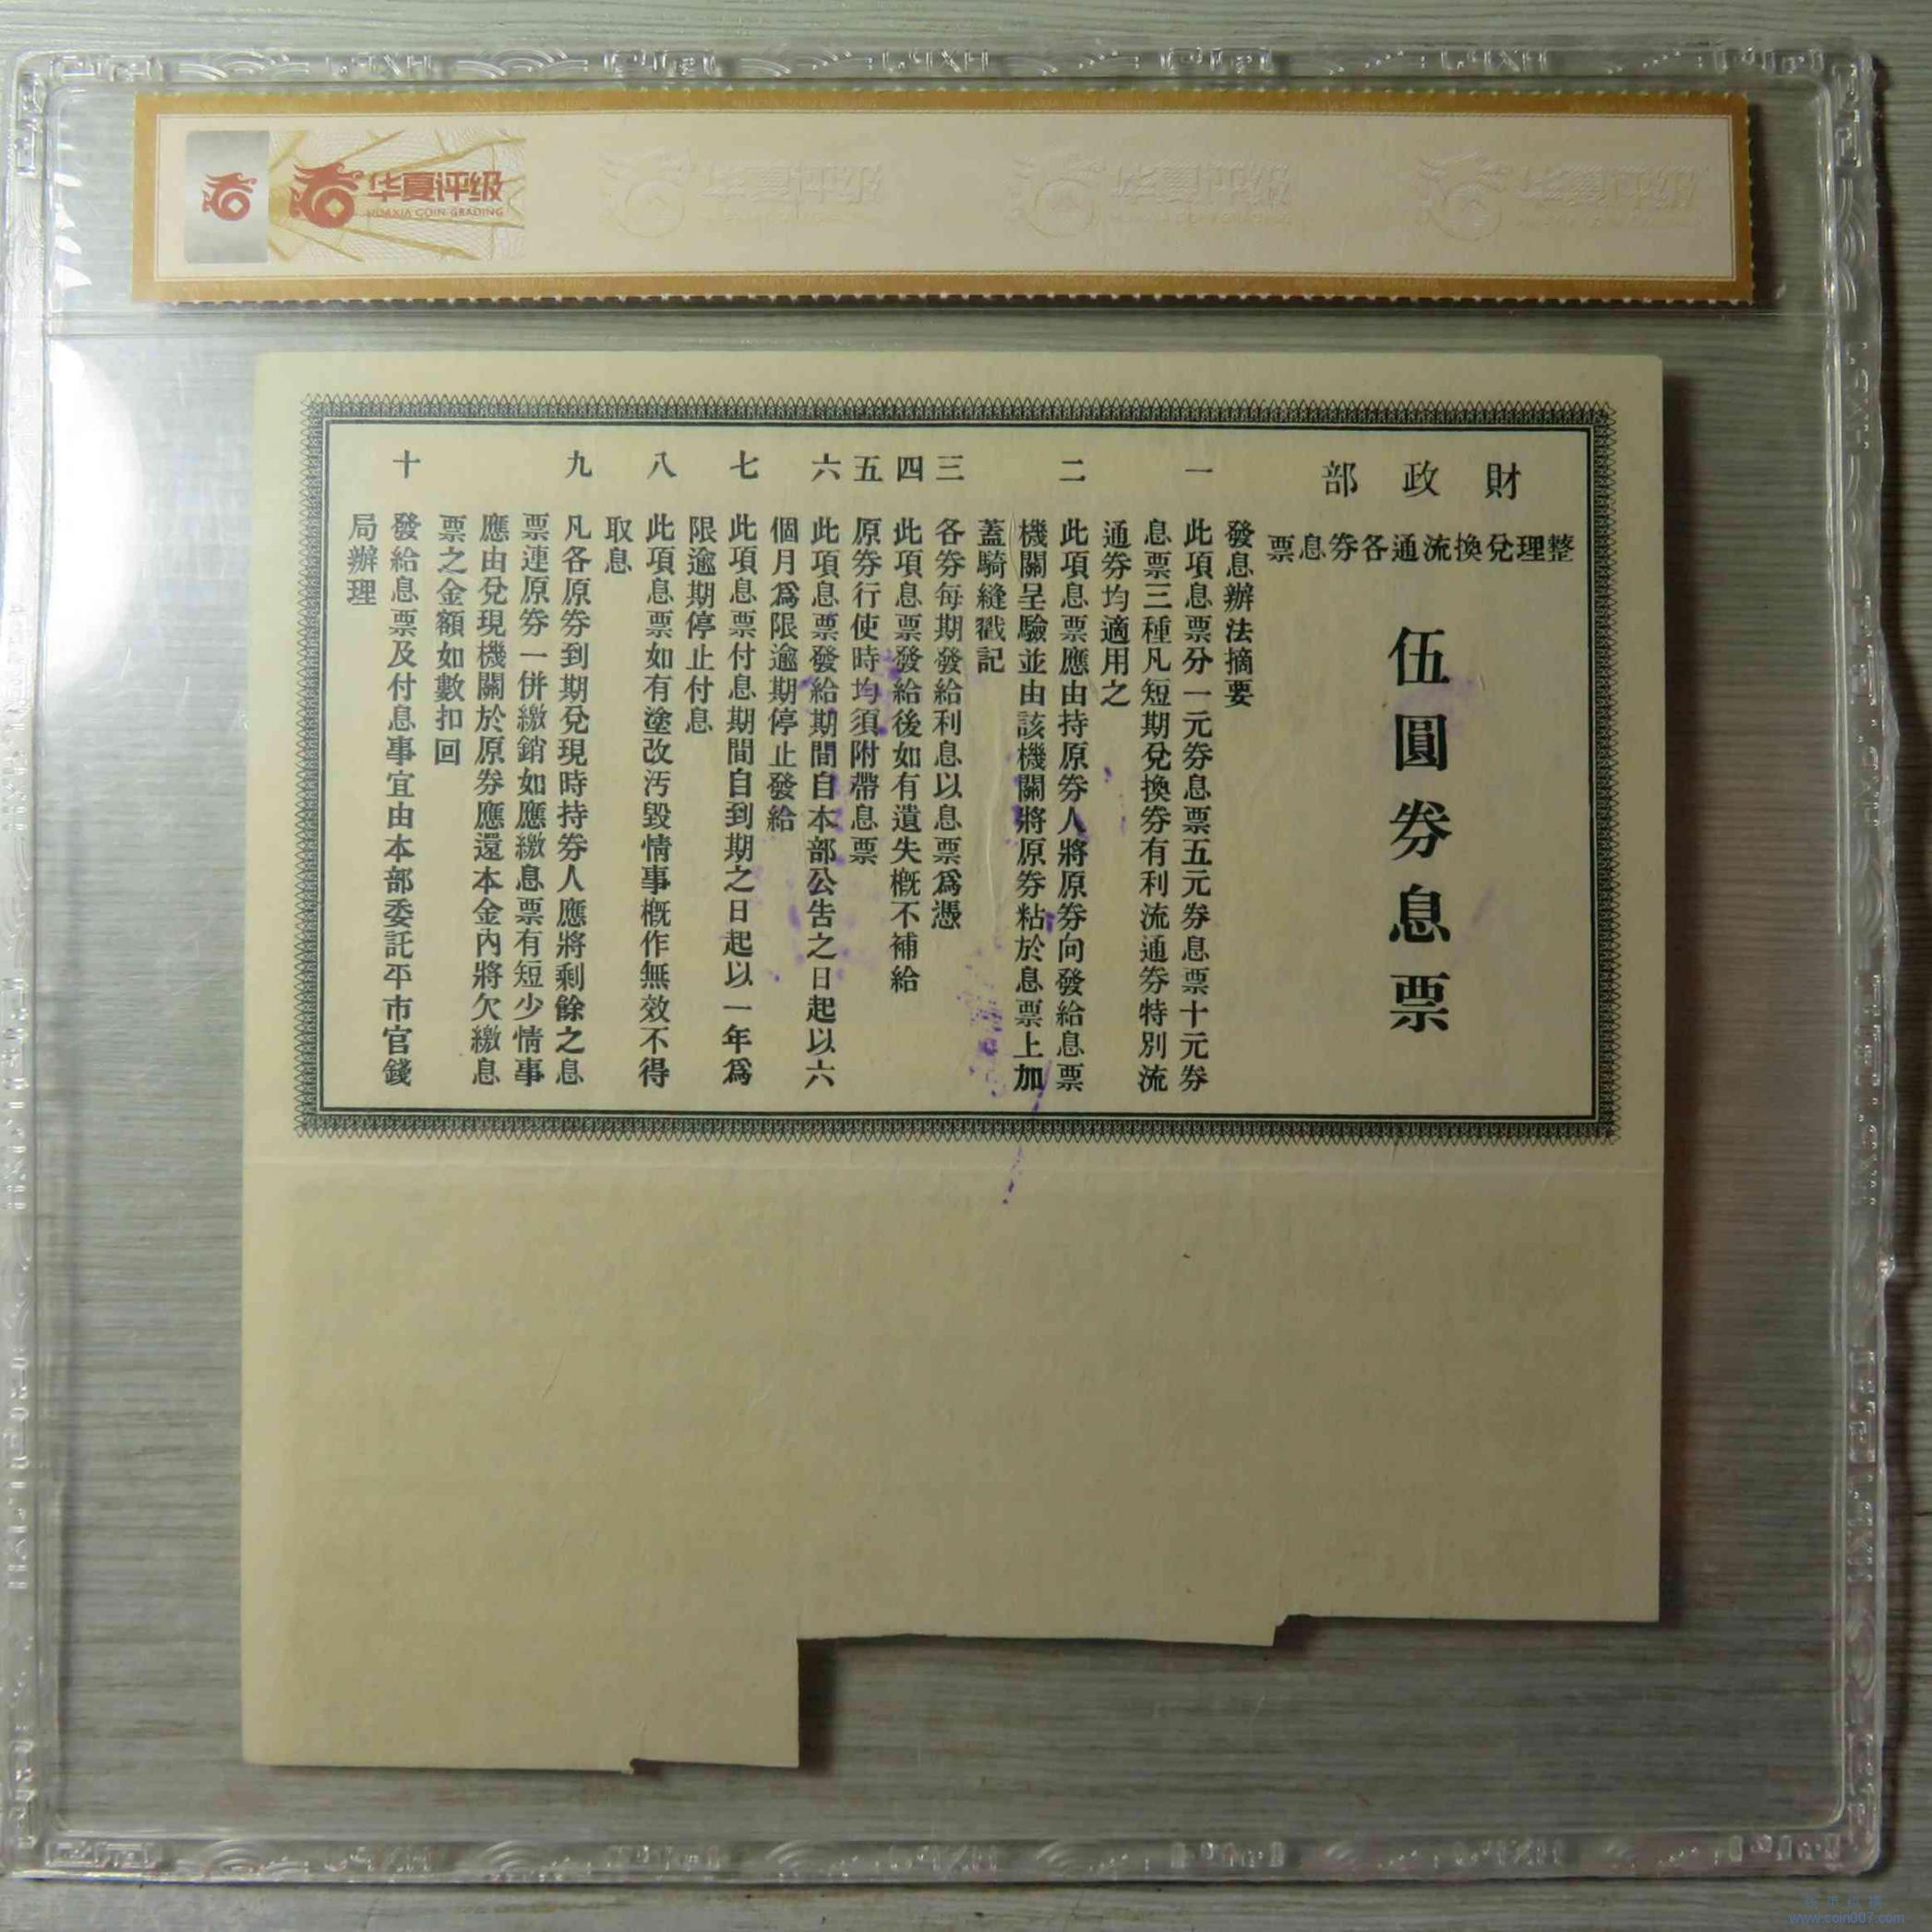 华夏评级
HUAXIA COIN GRADING
財政部
整理兌換流通各券息票
伍圓券息票
發息辦法摘要
一 此項息票分一元券息票五元券息票十元券
息票三種凡短期兌換券有利流通券特別流
通券均適用之
二 此項息票應由持原券人將原券向發給息票
機關呈驗並由該機關將原券粘於息票上加
蓋騎縫戳記
三 各券每期發給利息以息票爲憑
四 此項息票發給後如有遺失概不補給
五 原券行使時均須附帶息票
六 此項息票發給期間自本部公告之日起以六
個月爲限逾期停止發給
七 此項息票付息期間自到期之日起以一年爲
限逾期停止付息
八 此項息票如有塗改汚毀情事概作無效不得
取息
九 凡各原券到期兌現時持券人應將剩餘之息
票連原券一併繳銷如應繳息票有短少情事
應由兌現機關於原券應還本金內將欠繳息
票之金額如數扣回
十 發給息票及付息事宜由本部委託平市官錢
局辦理
www.coin007.com